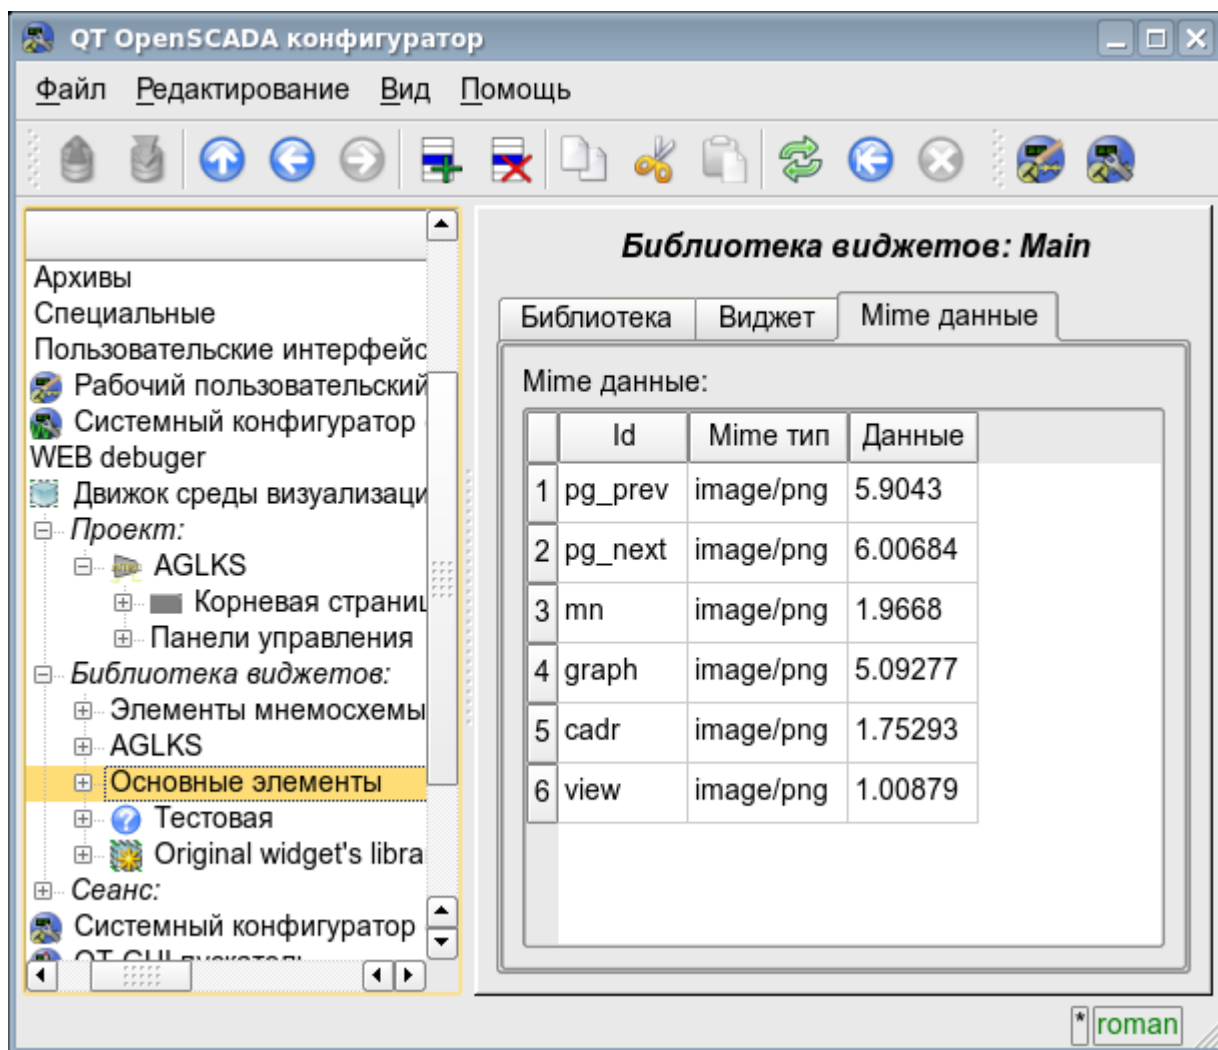 QT OpenSCADA конфигуратор
Файл Редактирование Вид Помощь
Архивы
Специальные
Пользовательские интерфейс
Рабочий пользовательский
Системный конфигуратор
WEB debuger
Движок среды визуализаци
Проект:
AGLKS
Корневая страниц
Панели управления
Библиотека виджетов:
Элементы мнемосхемы
AGLKS
Основные элементы
Тестовая
Original widget's libra
Сеанс:
Системный конфигуратор
Библиотека виджетов: Main
Библиотека Виджет Mime данные
Mime данные:
Id Mime тип Данные
1 pg_prev image/png 5.9043
2 pg_next image/png 6.00684
3 mn image/png 1.9668
4 graph image/png 5.09277
5 cadr image/png 1.75293
6 view image/png 1.00879
* roman